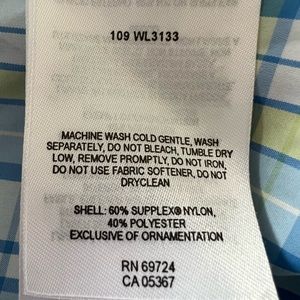 109 WL3133
MACHINE WASH COLD GENTLE, WASH
SEPARATELY, DO NOT BLEACH, TUMBLE DRY
LOW, REMOVE PROMPTLY, DO NOT IRON,
DO NOT USE FABRIC SOFTENER, DO NOT
DRYCLEAN
SHELL: 60% SUPPLEX® NYLON,
40% POLYESTER
EXCLUSIVE OF ORNAMENTATION
RN 69724
CA 05367